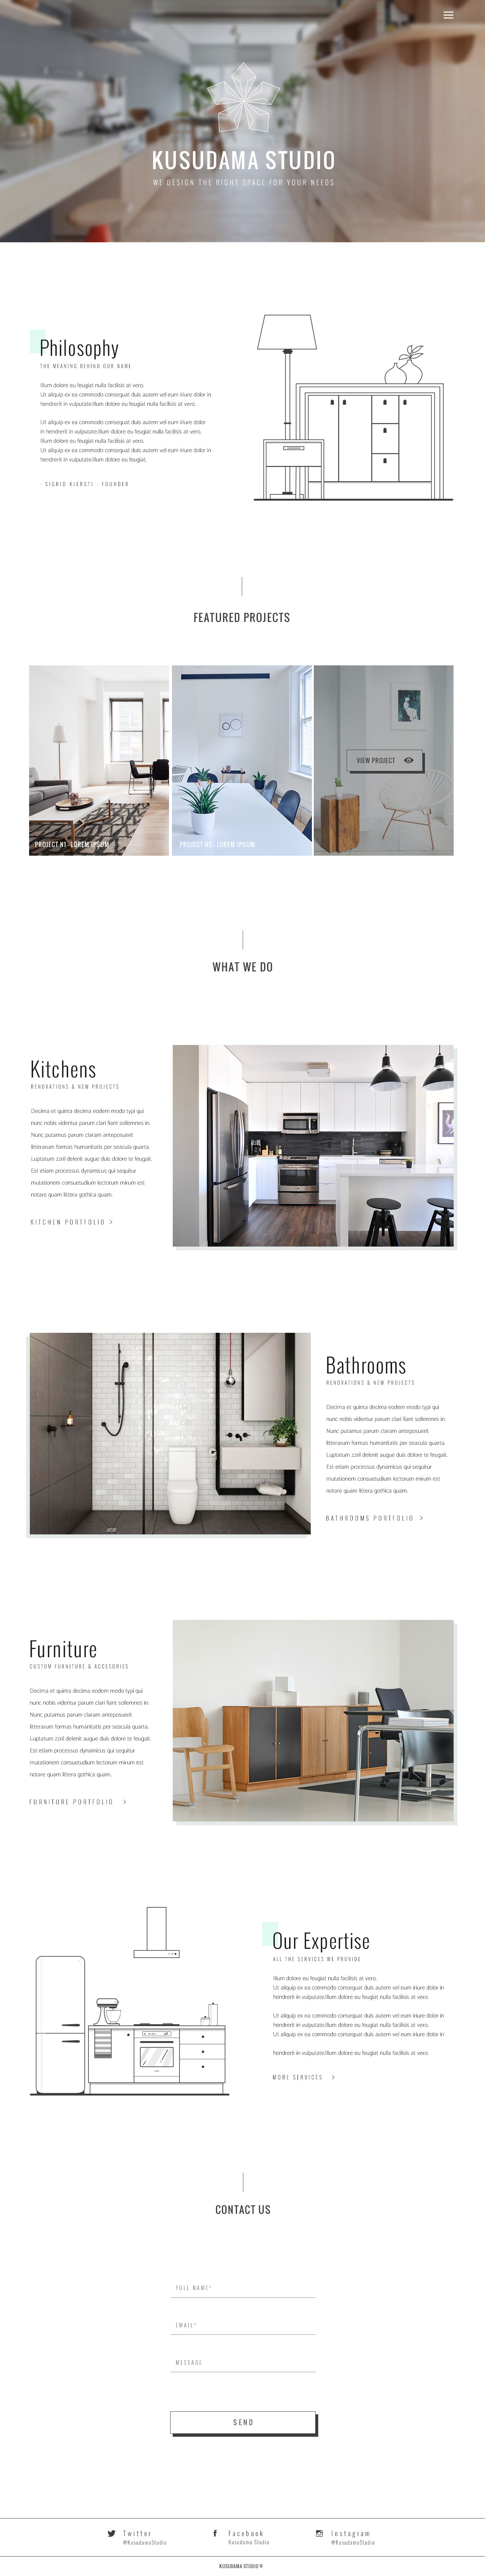 KUSUDAMA STUDIO
WE DESIGN THE RIGHT SPACE FOR YOUR NEEDS
Philosophy
THE MEANING BEHIND OUR NAME
Illum dolore eu feugiat nulla facilisis at vero.
Ut aliquip ex ea commodo consequat duis autem vel eum iriure dolor in
hendrerit in vulputate.Illum dolore eu feugiat nulla facilisis at vero.
Ut aliquip ex ea commodo consequat duis autem vel eum iriure dolor
in hendrerit in vulputate.Illum dolore eu feugiat nulla facilisis at vero.
Illum dolore eu feugiat nulla facilisis at vero.
Ut aliquip ex ea commodo consequat duis autem vel eum iriure dolor in
hendrerit in vulputate.Illum dolore eu feugiat.
- SIGRID KJERSTI - FOUNDER
FEATURED PROJECTS
VIEW PROJECT
PROJECT N1 - LOREM IPSUM
PROJECT N2 - LOREM IPSUM
WHAT WE DO
Kitchens
RENOVATIONS & NEW PROJECTS
Decima et quinta decima eodem modo typi qui
nunc nobis videntur parum clari fiant sollemnes in.
Nunc putamus parum claram anteposuerit
litterarum formas humanitatis per seacula quarta.
Luptatum zzril delenit augue duis dolore te feugait.
Est etiam processus dynamicus qui sequitur
mutationem consuetudium lectorum mirum est
notare quam littera gothica quam.
KITCHEN PORTFOLIO >
Bathrooms
RENOVATIONS & NEW PROJECTS
Decima et quinta decima eodem modo typi qui
nunc nobis videntur parum clari fiant sollemnes in.
Nunc putamus parum claram anteposuerit
litterarum formas humanitatis per seacula quarta.
Luptatum zzril delenit augue duis dolore te feugait.
Est etiam processus dynamicus qui sequitur
mutationem consuetudium lectorum mirum est
notare quam littera gothica quam.
BATHROOMS PORTFOLIO >
Furniture
CUSTOM FURNITURE & ACCESORIES
Decima et quinta decima eodem modo typi qui
nunc nobis videntur parum clari fiant sollemnes in.
Nunc putamus parum claram anteposuerit
litterarum formas humanitatis per seacula quarta.
Luptatum zzril delenit augue duis dolore te feugait.
Est etiam processus dynamicus qui sequitur
mutationem consuetudium lectorum mirum est
notare quam littera gothica quam.
FURNITURE PORTFOLIO >
Our Expertise
ALL THE SERVICES WE PROVIDE
Illum dolore eu feugiat nulla facilisis at vero.
Ut aliquip ex ea commodo consequat duis autem vel eum iriure dolor in
hendrerit in vulputate.Illum dolore eu feugiat nulla facilisis at vero.
Ut aliquip ex ea commodo consequat duis autem vel eum iriure dolor in
hendrerit in vulputate.Illum dolore eu feugiat nulla facilisis at vero.
Ut aliquip ex ea commodo consequat duis autem vel eum iriure dolor in
hendrerit in vulputate.Illum dolore eu feugiat nulla facilisis at vero.
MORE SERVICES >
CONTACT US
FULL NAME*
EMAIL*
MESSAGE
SEND
Twitter
@KusudamaStudio
Facebook
Kusudama Studio
Instagram
@KusudamaStudio
KUSUDAMA STUDIO ©